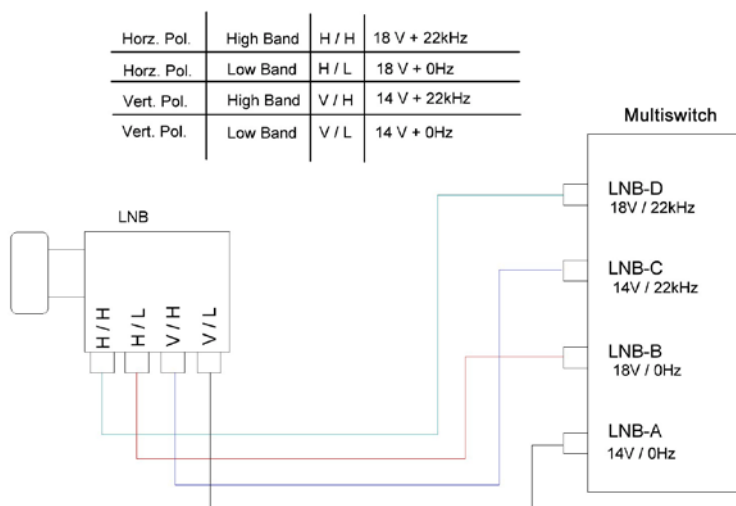 Horz. Pol. High Band H / H 18 V + 22kHz
Horz. Pol. Low Band H / L 18 V + 0Hz
Vert. Pol. High Band V / H 14 V + 22kHz
Vert. Pol. Low Band V / L 14 V + 0Hz
Multiswitch
LNB-D
18V / 22kHz
LNB
LNB-C
14V / 22kHz
H / H
H / L
V / H
V / L
LNB-B
18V / 0Hz
LNB-A
14V / 0Hz